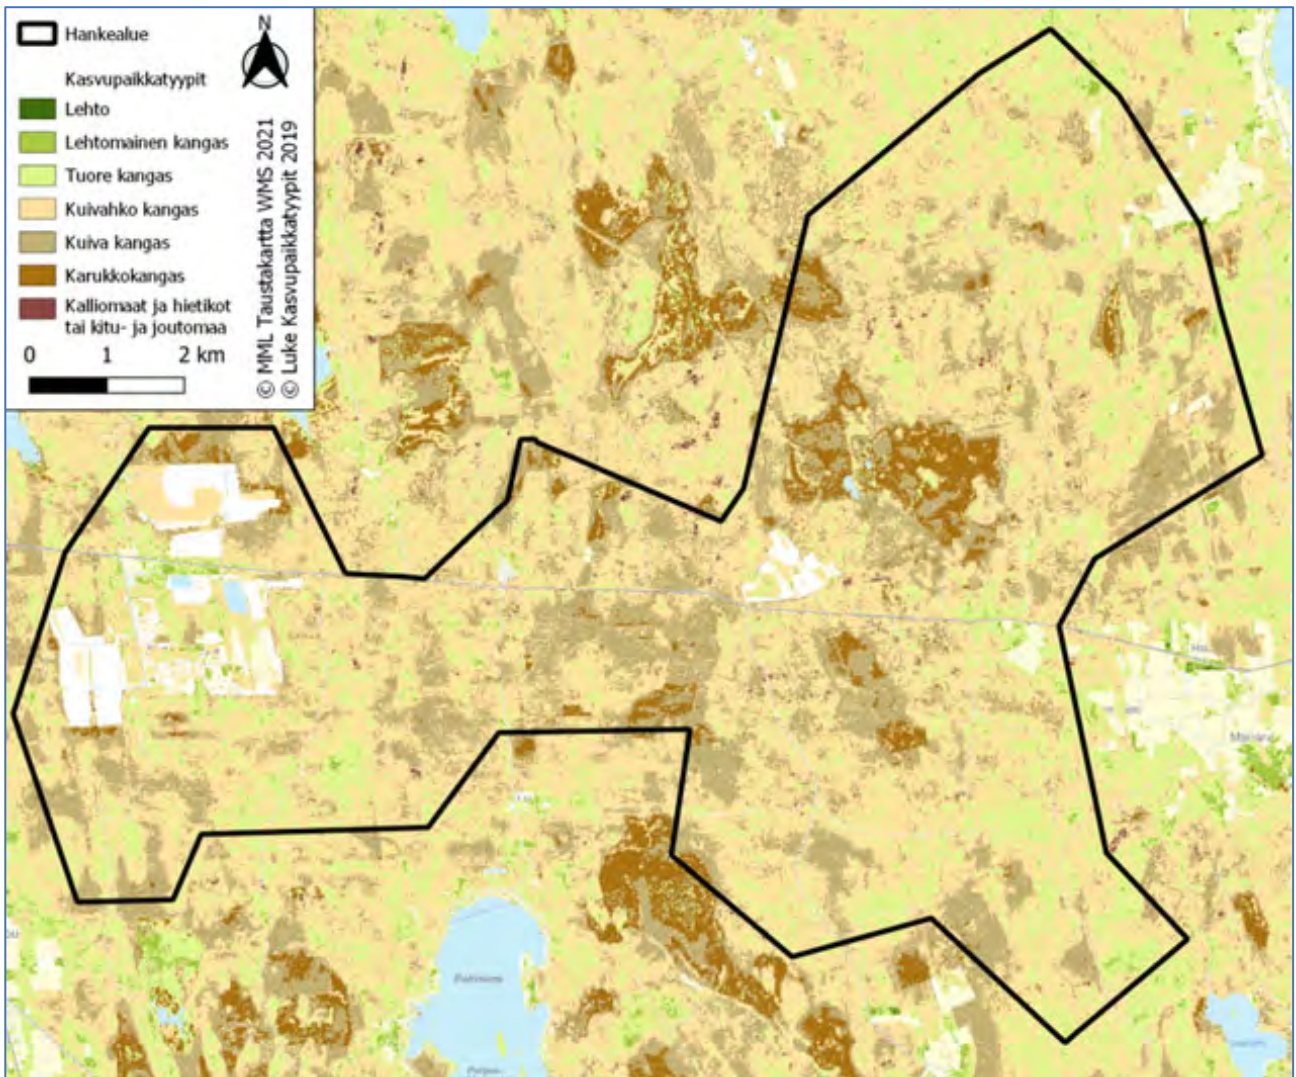 Hankealue
N
Kasvupaikkatyypit
Lehto
Lehtomainen kangas
Tuore kangas
Kuivahko kangas
Kuiva kangas
Karukkokangas
Kalliomaat ja hietikot
tai kitu- ja joutomaa
0 1 2 km
© MML Taustakartta WMS 2021
© Luke Kasvupaikkatyypit 2019